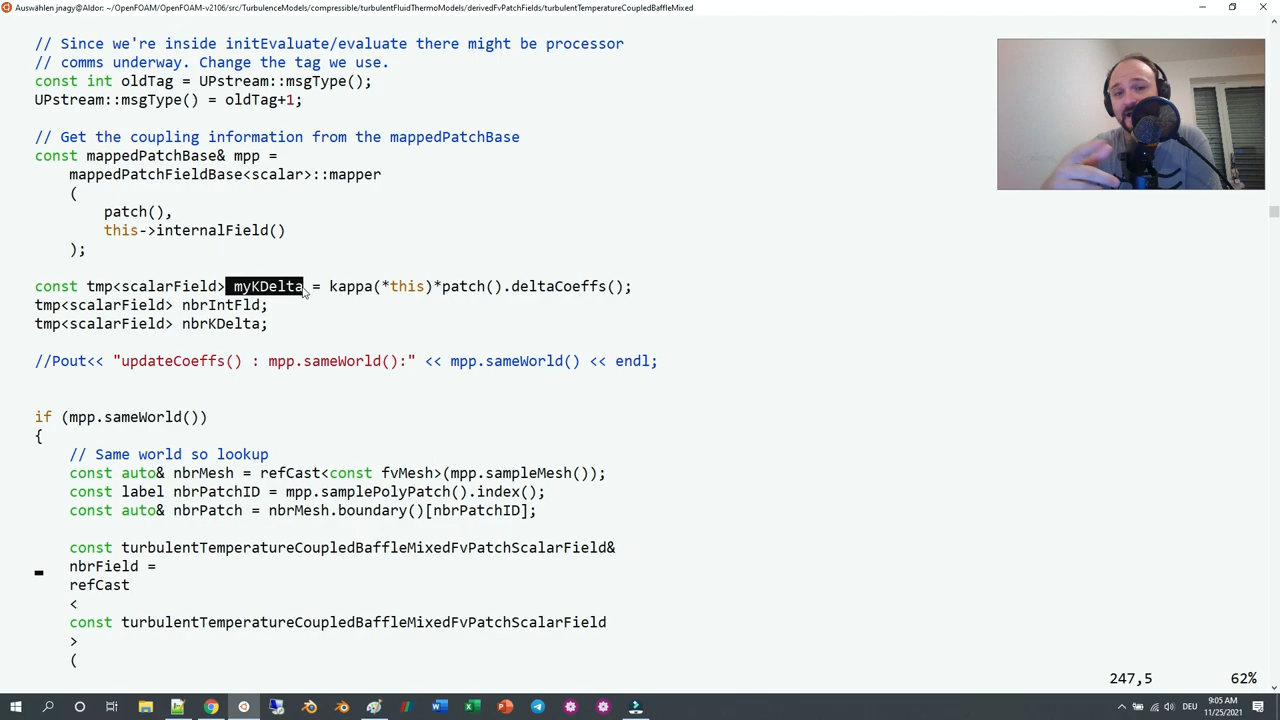 Auswählen jnagy@Aldor: ~/OpenFOAM/OpenFOAM-v2106/src/TurbulenceModels/compressible/turbulentFluidThermoModels/derivedFvPatchFields/turbulentTemperatureCoupledBaffleMixed
// Since we're inside initEvaluate/evaluate there might be processor
// comms underway. Change the tag we use.
const int oldTag = UPstream::msgType();
UPstream::msgType() = oldTag+1;
// Get the coupling information from the mappedPatchBase
const mappedPatchBase& mpp =
mappedPatchFieldBase<scalar>::mapper
(
patch(),
this->internalField()
);
const tmp<scalarField> myKDelta = kappa(*this)*patch().deltaCoeffs();
tmp<scalarField> nbrIntFld;
tmp<scalarField> nbrKDelta;
//Pout<< "updateCoeffs() : mpp.sameWorld():" << mpp.sameWorld() << endl;
if (mpp.sameWorld())
{
// Same world so lookup
const auto& nbrMesh = refCast<const fvMesh>(mpp.sampleMesh());
const label nbrPatchID = mpp.samplePolyPatch().index();
const auto& nbrPatch = nbrMesh.boundary()[nbrPatchID];
const turbulentTemperatureCoupledBaffleMixedFvPatchScalarField&
nbrField =
refCast
<
const turbulentTemperatureCoupledBaffleMixedFvPatchScalarField
>
(
247,5 62%
DEU
9:05 AM
11/25/2021